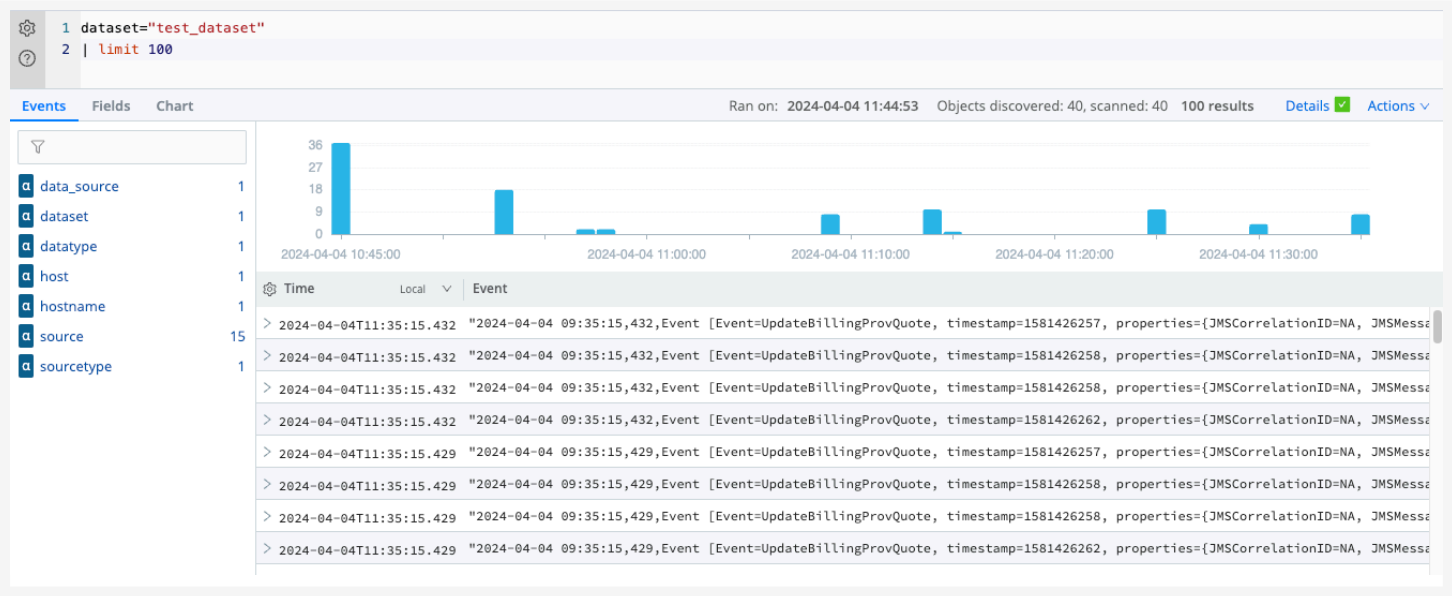 1 dataset="test_dataset"
2 | limit 100
Events Fields Chart Ran on: 2024-04-04 11:44:53 Objects discovered: 40, scanned: 40 100 results Details Actions
α data_source 1
α dataset 1
α datatype 1
α host 1
α hostname 1
α source 15
α sourcetype 1
36
27
18
9
0
2024-04-04 10:45:00 2024-04-04 11:00:00 2024-04-04 11:10:00 2024-04-04 11:20:00 2024-04-04 11:30:00
Time Local Event
2024-04-04T11:35:15.432 "2024-04-04 09:35:15,432,Event [Event=UpdateBillingProvQuote, timestamp=1581426257, properties={JMSCorrelationID=NA, JMSMessa
2024-04-04T11:35:15.432 "2024-04-04 09:35:15,432,Event [Event=UpdateBillingProvQuote, timestamp=1581426258, properties={JMSCorrelationID=NA, JMSMessa
2024-04-04T11:35:15.432 "2024-04-04 09:35:15,432,Event [Event=UpdateBillingProvQuote, timestamp=1581426258, properties={JMSCorrelationID=NA, JMSMessa
2024-04-04T11:35:15.432 "2024-04-04 09:35:15,432,Event [Event=UpdateBillingProvQuote, timestamp=1581426262, properties={JMSCorrelationID=NA, JMSMessa
2024-04-04T11:35:15.429 "2024-04-04 09:35:15,429,Event [Event=UpdateBillingProvQuote, timestamp=1581426257, properties={JMSCorrelationID=NA, JMSMessa
2024-04-04T11:35:15.429 "2024-04-04 09:35:15,429,Event [Event=UpdateBillingProvQuote, timestamp=1581426258, properties={JMSCorrelationID=NA, JMSMessa
2024-04-04T11:35:15.429 "2024-04-04 09:35:15,429,Event [Event=UpdateBillingProvQuote, timestamp=1581426258, properties={JMSCorrelationID=NA, JMSMessa
2024-04-04T11:35:15.429 "2024-04-04 09:35:15,429,Event [Event=UpdateBillingProvQuote, timestamp=1581426262, properties={JMSCorrelationID=NA, JMSMessa